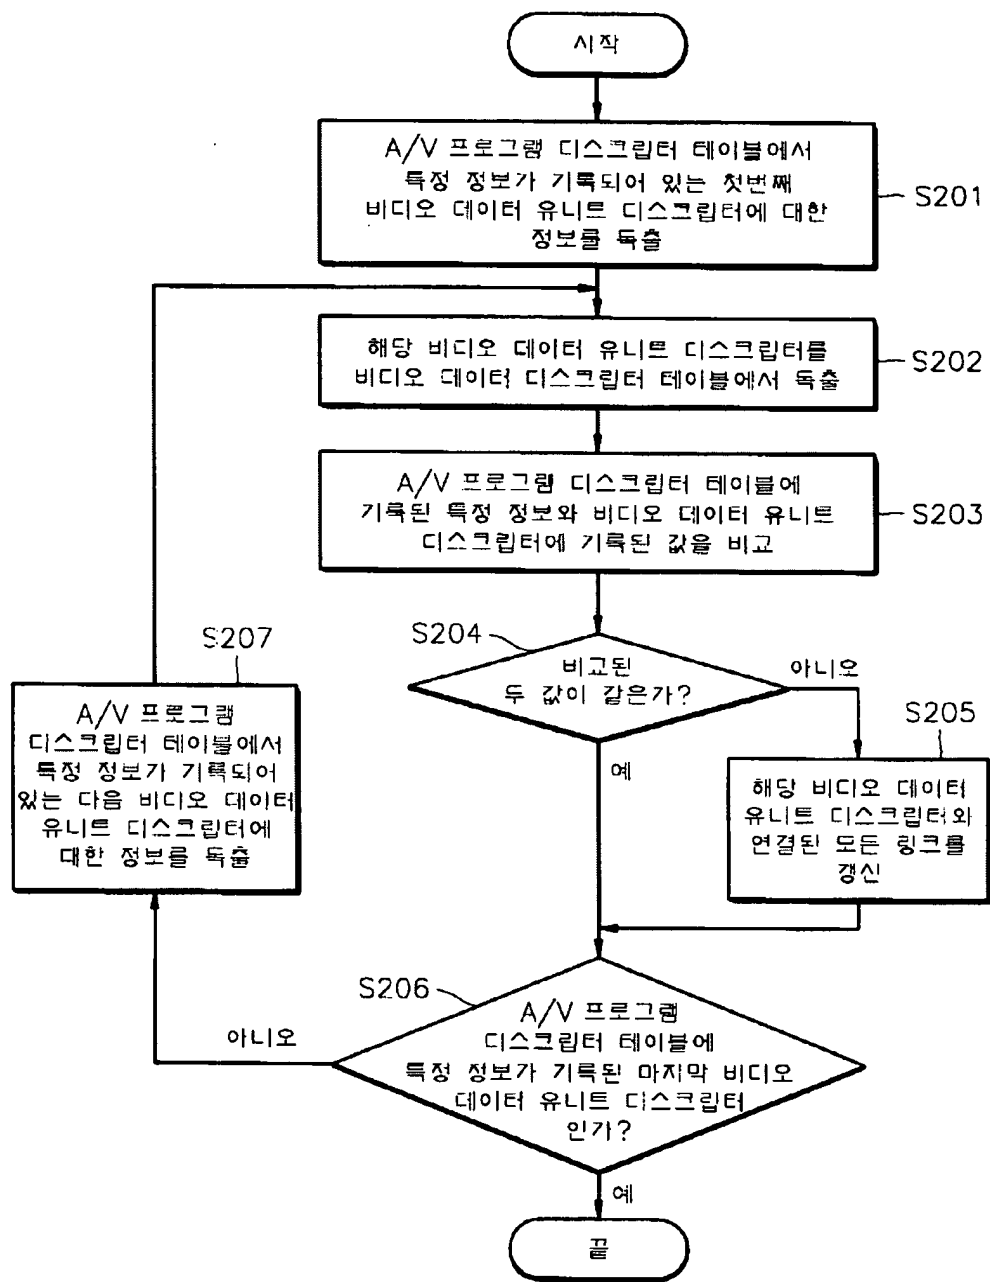 시작
A/V 프로그램 디스크립터 테이블에서
특정 정보가 기록되어 있는 첫번째
비디오 데이터 유니트 디스크립터에 대한
정보를 독출
S201
해당 비디오 데이터 유니트 디스크립터를
비디오 데이터 디스크립터 테이블에서 독출
S202
A/V 프로그램 디스크립터 테이블에
기록된 특정 정보와 비디오 데이터 유니트
디스크립터에 기록된 값을 비교
S203
S204
비교된
두 값이 같은가?
아니오
예
S205
해당 비디오 데이터
유니트 디스크립터와
연결된 모든 링크를
갱신
S207
A/V 프로그램
디스크립터 테이블에서
특정 정보가 기록되어
있는 다음 비디오 데이터
유니트 디스크립터에
대한 정보를 독출
S206
A/V 프로그램
디스크립터 테이블에
특정 정보가 기록된 마지막 비디오
데이터 유니트 디스크립터
인가?
아니오
예
끝